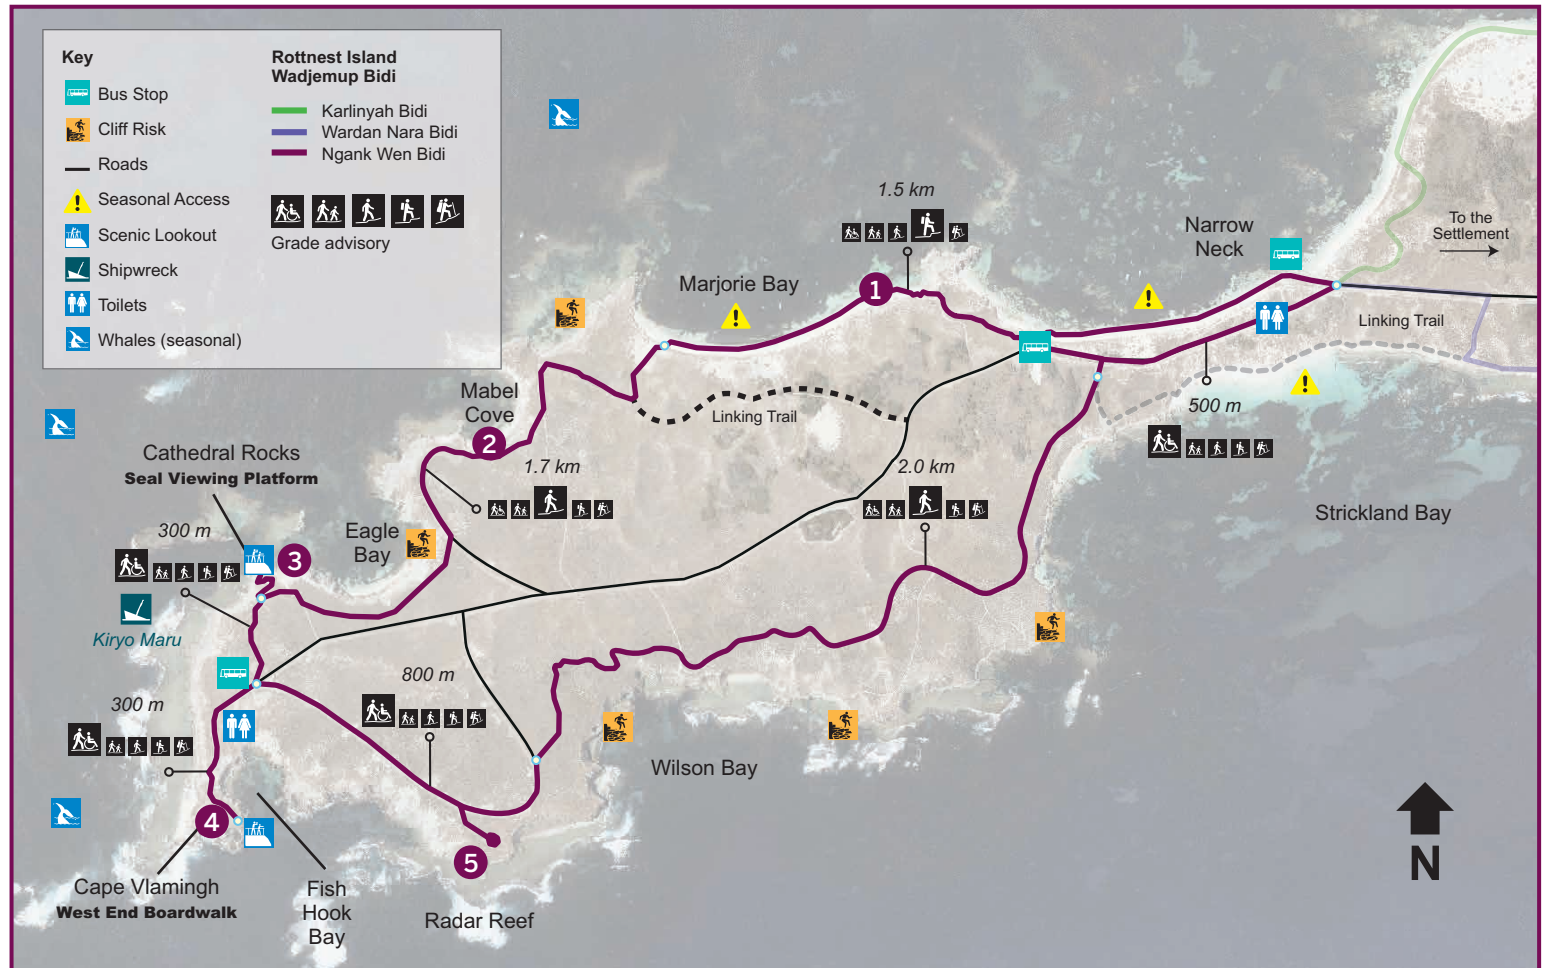 Key
Bus Stop
Cliff Risk
Roads
Seasonal Access
Scenic Lookout
Shipwreck
Toilets
Whales (seasonal)
Rottnest Island
Wadjemup Bidi
Karlinyah Bidi
Wardan Nara Bidi
Ngank Wen Bidi
Grade advisory
1.5 km
Narrow
Neck
To the
Settlement
Marjorie Bay
1
Linking Trail
Mabel
Cove
2
Linking Trail
500 m
Cathedral Rocks
Seal Viewing Platform
1.7 km
2.0 km
Strickland Bay
300 m
Eagle
Bay
3
Kiryo Maru
800 m
300 m
Wilson Bay
4
5
Cape Vlamingh
West End Boardwalk
Fish
Hook
Bay
Radar Reef
N